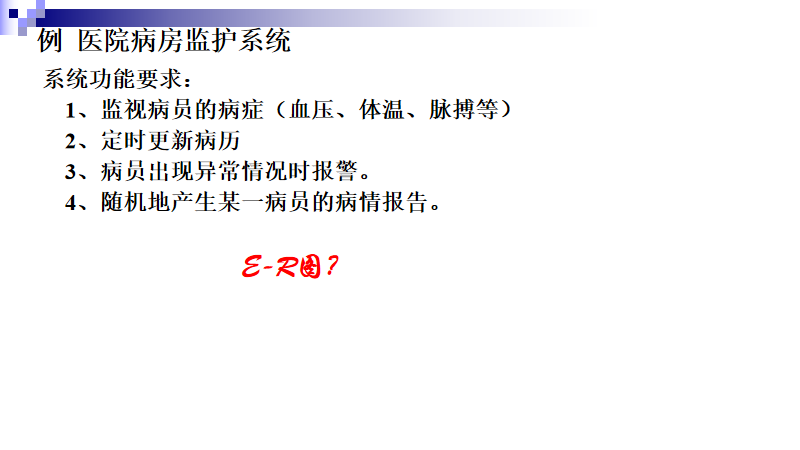 例 医院病房监护系统
系统功能要求：
1、监视病员的病症（血压、体温、脉搏等）
2、定时更新病历
3、病员出现异常情况时报警。
4、随机地产生某一病员的病情报告。
E-R图？